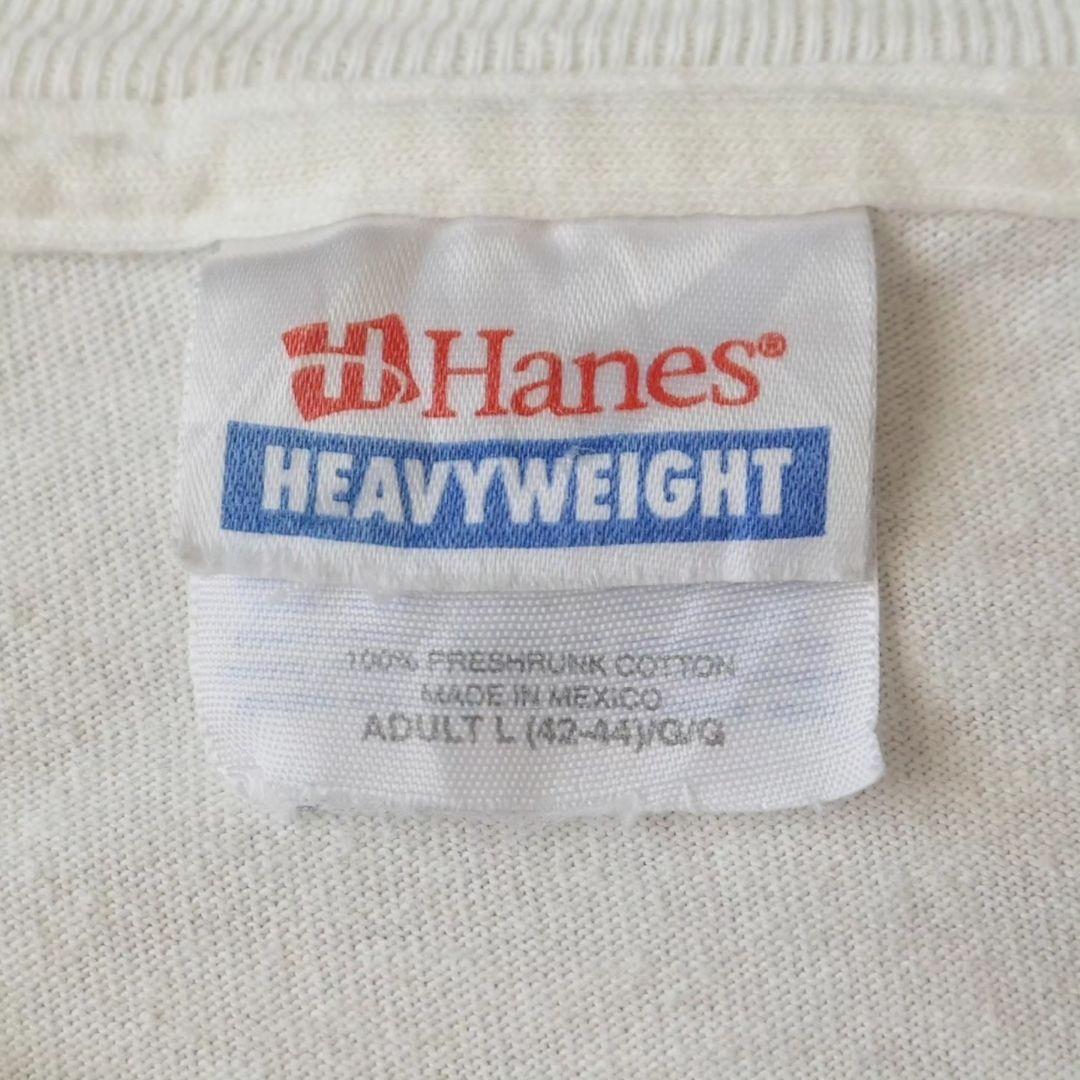 H Hanes®
HEAVYWEIGHT
100% PRESHRUNK COTTON
MADE IN MEXICO
ADULT L (42-44)/G/G